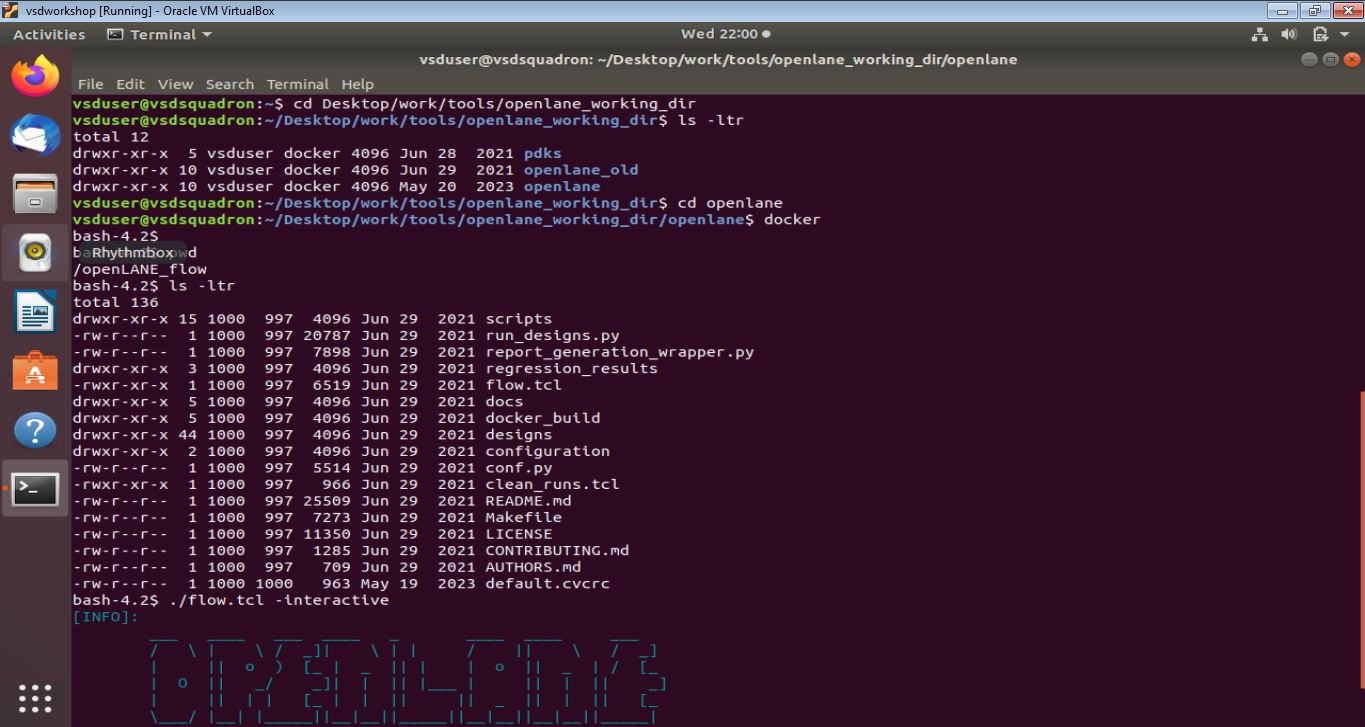 vsdworkshop [Running] - Oracle VM VirtualBox
Activities Terminal Wed 22:00
vsduser@vsdsquadron: ~/Desktop/work/tools/openlane_working_dir/openlane
File Edit View Search Terminal Help
vsduser@vsdsquadron:~$ cd Desktop/work/tools/openlane_working_dir
vsduser@vsdsquadron:~/Desktop/work/tools/openlane_working_dir$ ls -ltr
total 12
drwxr-xr-x  5 vsduser docker 4096 Jun 28  2021 pdks
drwxr-xr-x 10 vsduser docker 4096 Jun 29  2021 openlane_old
drwxr-xr-x 10 vsduser docker 4096 May 20  2023 openlane
vsduser@vsdsquadron:~/Desktop/work/tools/openlane_working_dir$ cd openlane
vsduser@vsdsquadron:~/Desktop/work/tools/openlane_working_dir/openlane$ docker
bash-4.2$
Rhythmbox
/openLANE_flow
bash-4.2$ ls -ltr
total 136
drwxr-xr-x 15 1000  997  4096 Jun 29  2021 scripts
-rw-r--r--  1 1000  997 20787 Jun 29  2021 run_designs.py
-rw-r--r--  1 1000  997  7898 Jun 29  2021 report_generation_wrapper.py
drwxr-xr-x  3 1000  997  4096 Jun 29  2021 regression_results
-rwxr-xr-x  1 1000  997  6519 Jun 29  2021 flow.tcl
drwxr-xr-x  5 1000  997  4096 Jun 29  2021 docs
drwxr-xr-x  5 1000  997  4096 Jun 29  2021 docker_build
drwxr-xr-x 44 1000  997  4096 Jun 29  2021 designs
drwxr-xr-x  2 1000  997  4096 Jun 29  2021 configuration
-rw-r--r--  1 1000  997  5514 Jun 29  2021 conf.py
-rwxr-xr-x  1 1000  997   966 Jun 29  2021 clean_runs.tcl
-rw-r--r--  1 1000  997 25509 Jun 29  2021 README.md
-rw-r--r--  1 1000  997  7273 Jun 29  2021 Makefile
-rw-r--r--  1 1000  997 11350 Jun 29  2021 LICENSE
-rw-r--r--  1 1000  997  1285 Jun 29  2021 CONTRIBUTING.md
-rw-r--r--  1 1000  997   709 Jun 29  2021 AUTHORS.md
-rw-r--r--  1 1000 1000   963 May 19  2023 default.cvcrc
bash-4.2$ ./flow.tcl -interactive
[INFO]:
OPENLANE